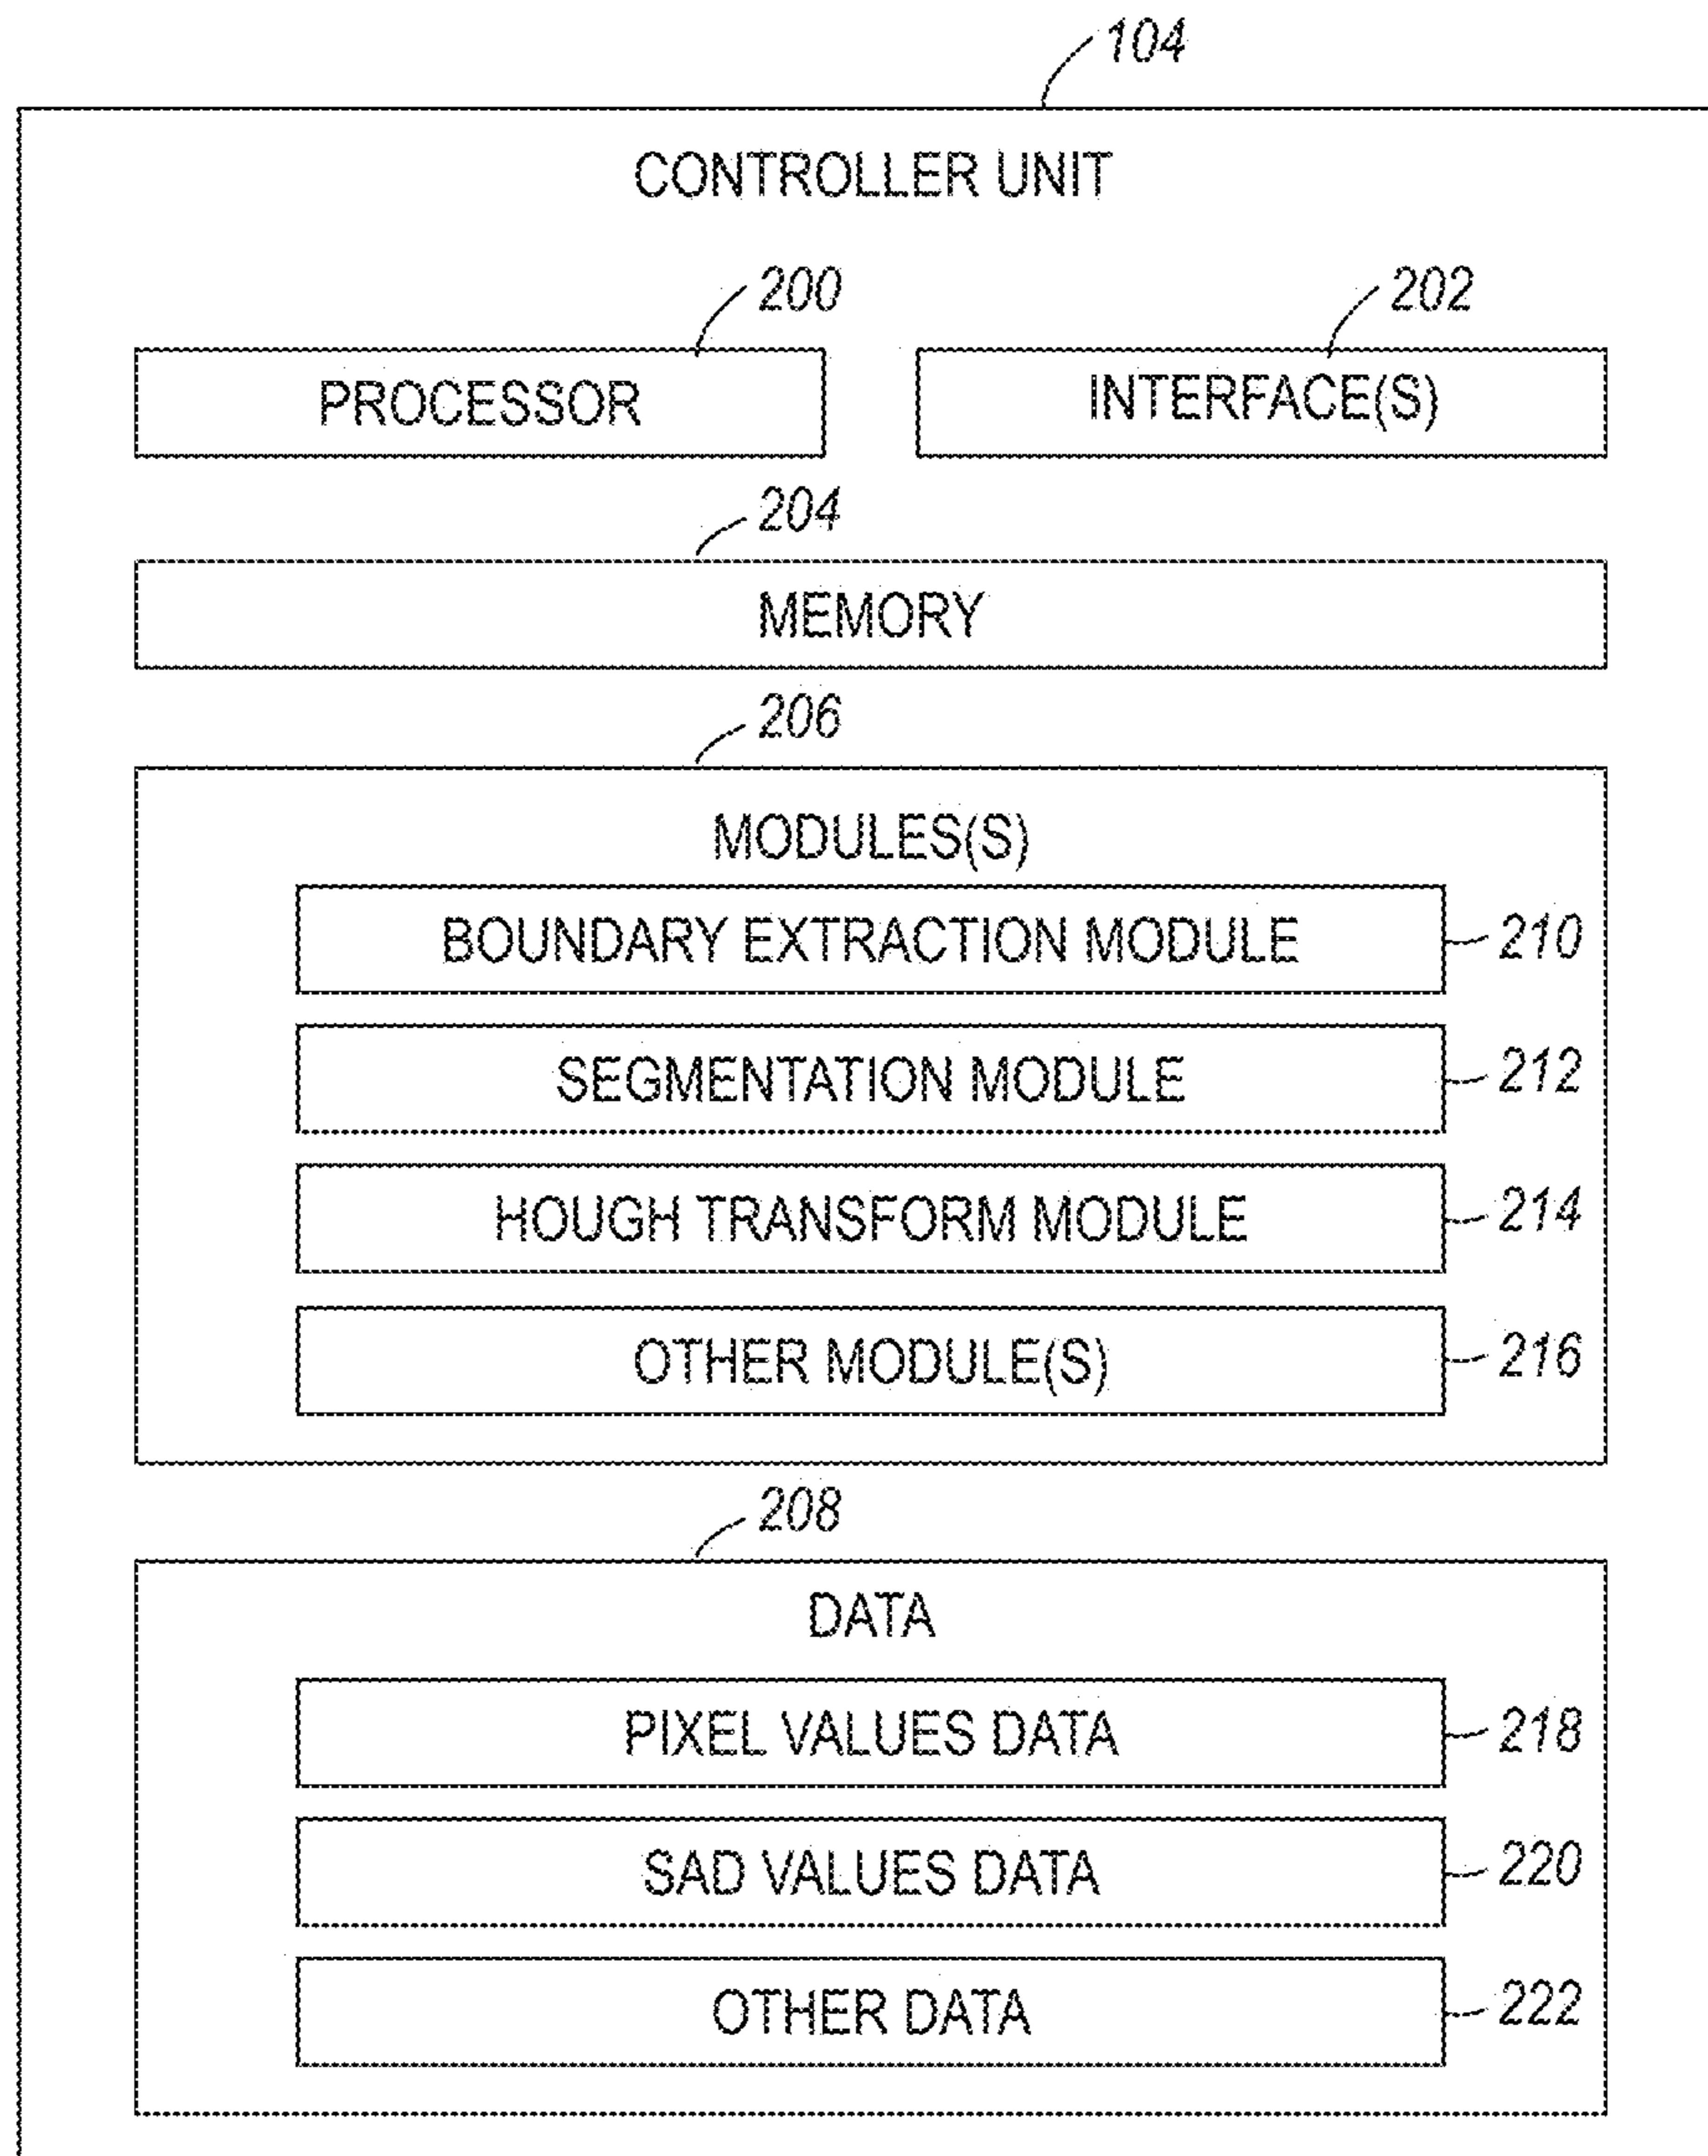 104
CONTROLLER UNIT
200
202
PROCESSOR
INTERFACE(S)
204
MEMORY
206
MODULES(S)
BOUNDARY EXTRACTION MODULE
210
SEGMENTATION MODULE
212
HOUGH TRANSFORM MODULE
214
OTHER MODULE(S)
216
208
DATA
PIXEL VALUES DATA
218
SAD VALUES DATA
220
OTHER DATA
222